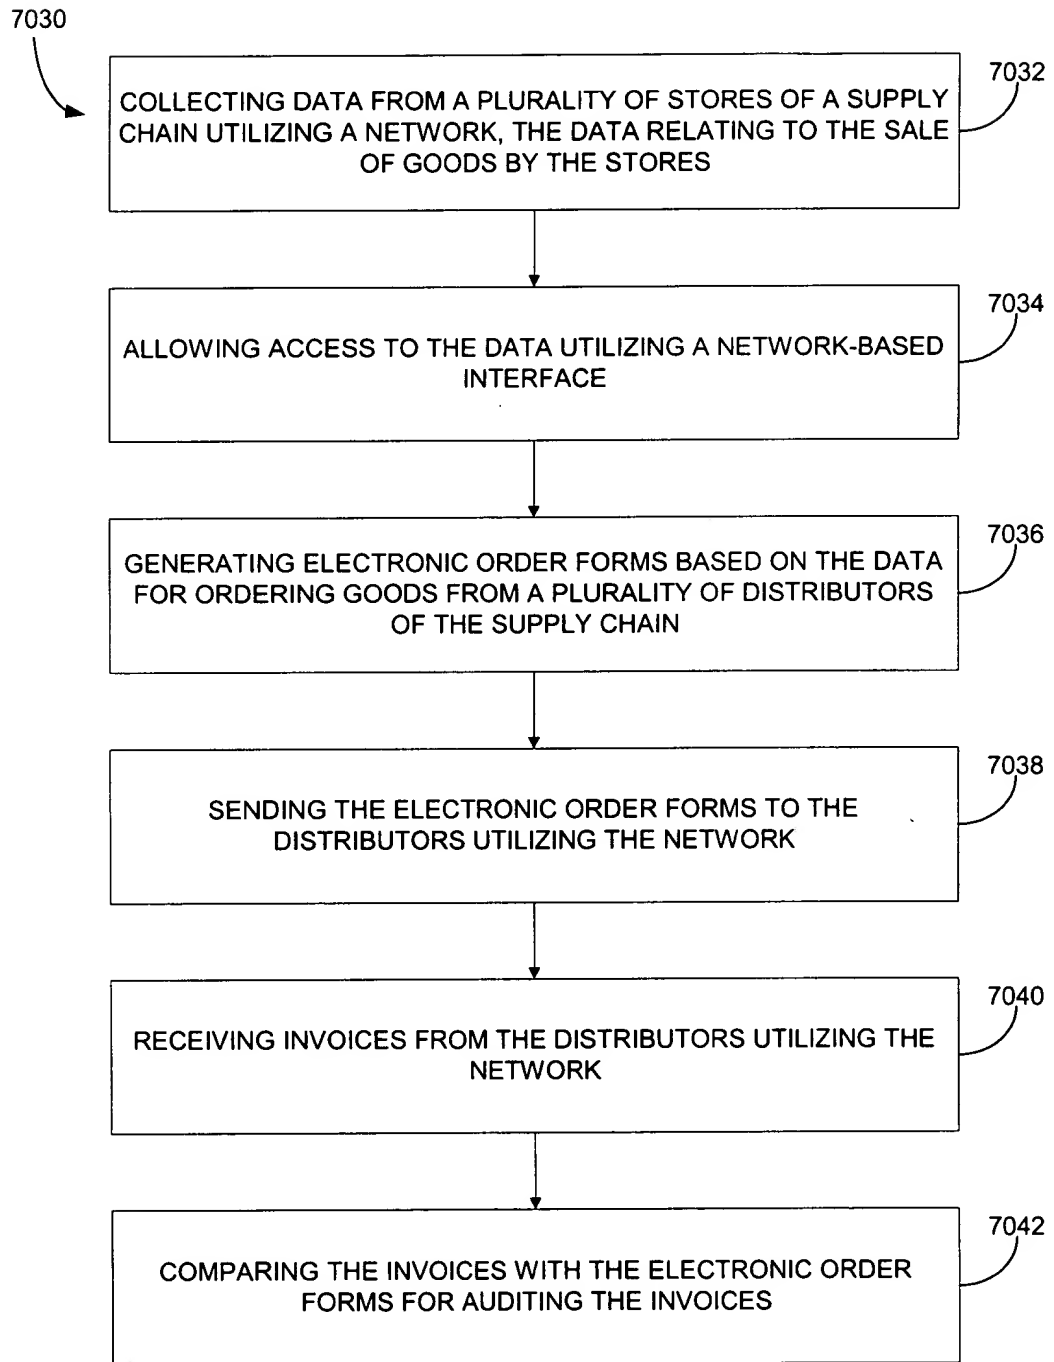 7030
7032
COLLECTING DATA FROM A PLURALITY OF STORES OF A SUPPLY
CHAIN UTILIZING A NETWORK, THE DATA RELATING TO THE SALE
OF GOODS BY THE STORES
7034
ALLOWING ACCESS TO THE DATA UTILIZING A NETWORK-BASED
INTERFACE
7036
GENERATING ELECTRONIC ORDER FORMS BASED ON THE DATA
FOR ORDERING GOODS FROM A PLURALITY OF DISTRIBUTORS
OF THE SUPPLY CHAIN
7038
SENDING THE ELECTRONIC ORDER FORMS TO THE
DISTRIBUTORS UTILIZING THE NETWORK
7040
RECEIVING INVOICES FROM THE DISTRIBUTORS UTILIZING THE
NETWORK
7042
COMPARING THE INVOICES WITH THE ELECTRONIC ORDER
FORMS FOR AUDITING THE INVOICES